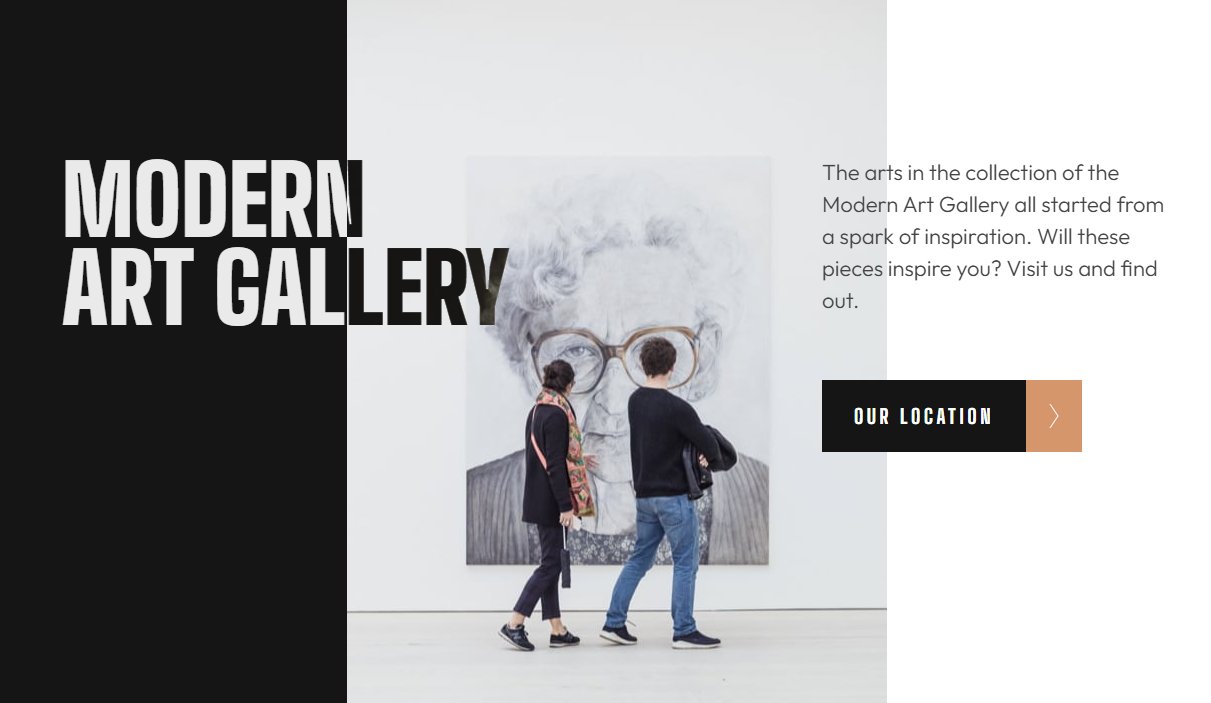 MODERN
ART GALLERY
The arts in the collection of the
Modern Art Gallery all started from
a spark of inspiration. Will these
pieces inspire you? Visit us and find
out.
OUR LOCATION